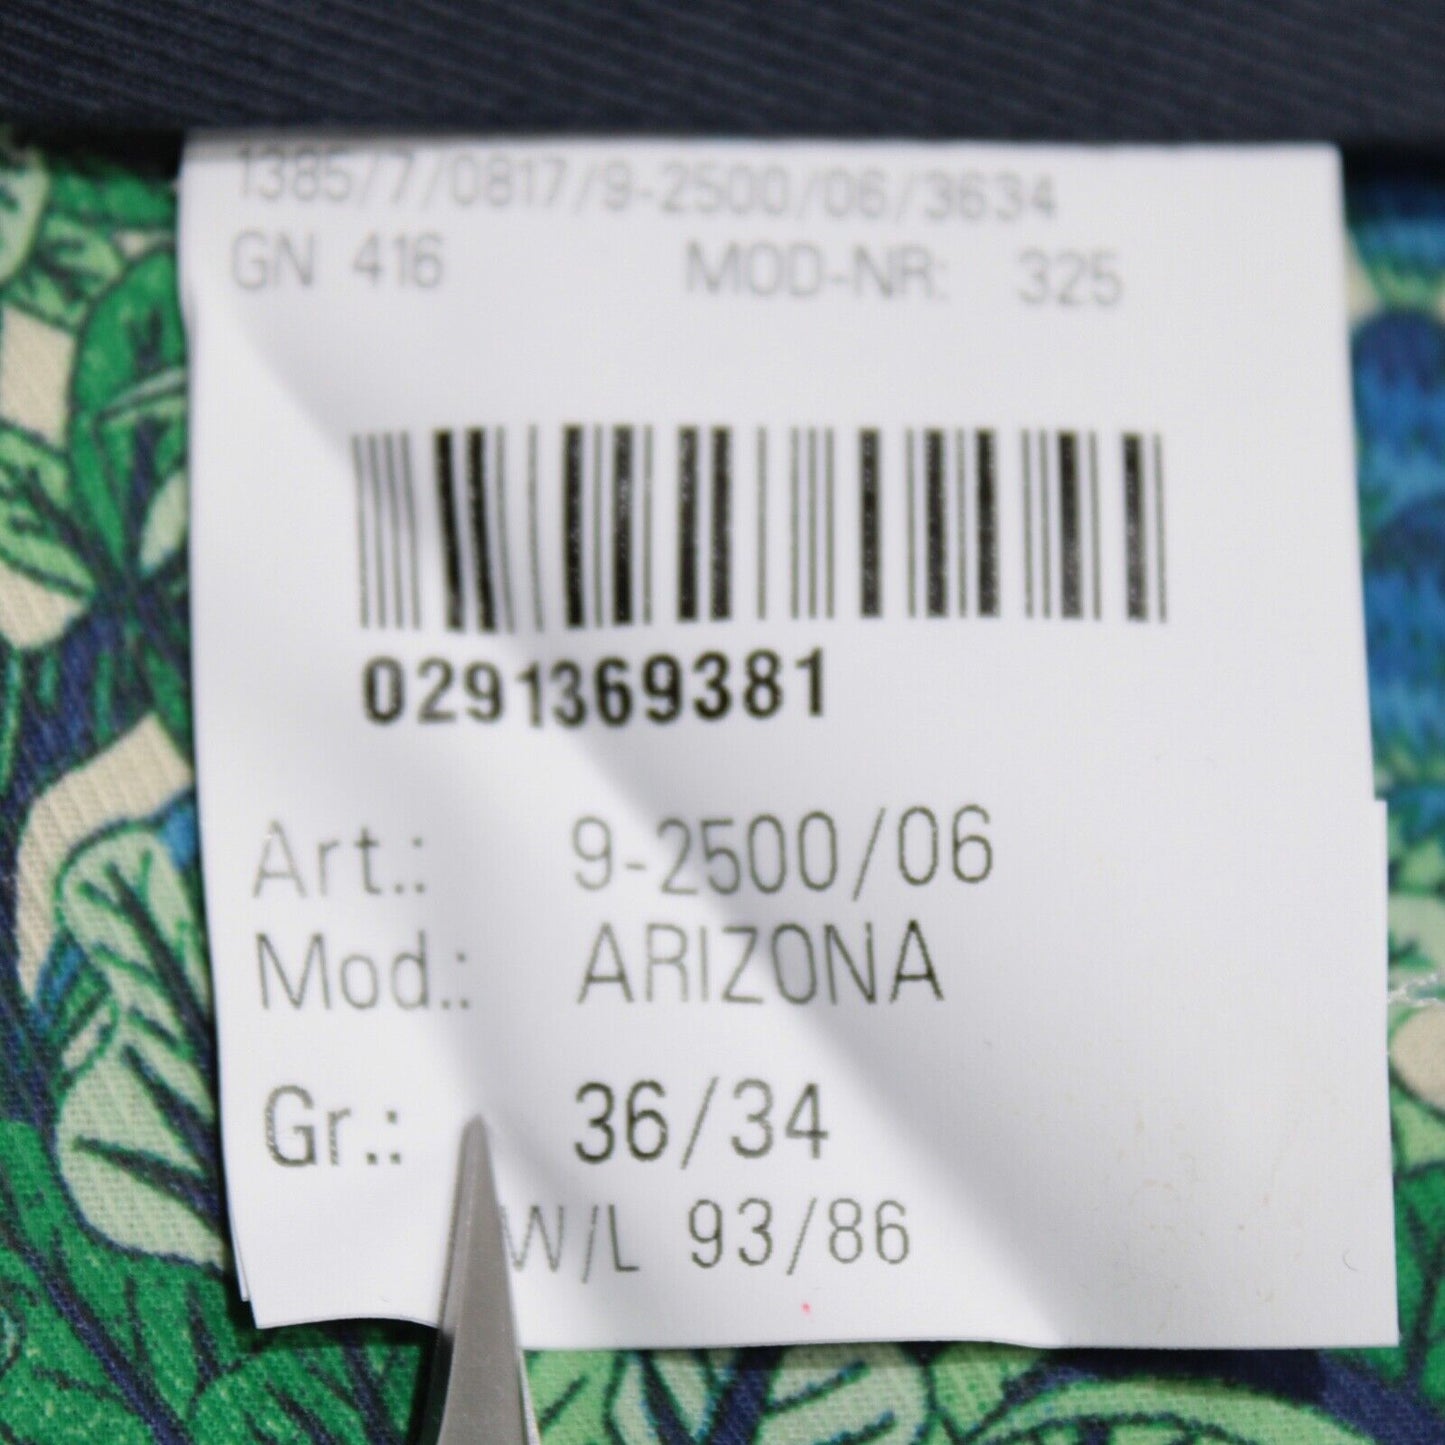 1385/7/0817/9-2500/06/3634
GN 416 MOD-NR: 325
0291369381
Art.: 9-2500/06
Mod.: ARIZONA
Gr.: 36/34
W/L 93/86